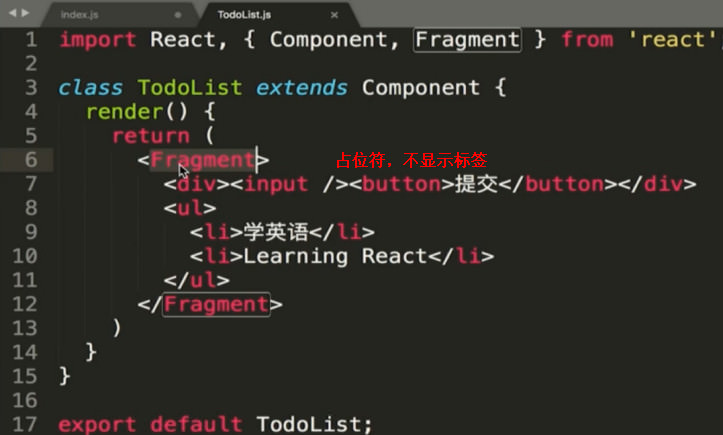 index.js TodoList.js ×
1 import React, { Component, Fragment } from 'react'
2
3 class TodoList extends Component {
4 render() {
5 return (
6 <Fragment> 占位符，不显示标签
7 <div><input /><button>提交</button></div>
8 <ul>
9 <li>学英语</li>
10 <li>Learning React</li>
11 </ul>
12 </Fragment>
13 )
14 }
15 }
16
17 export default TodoList;